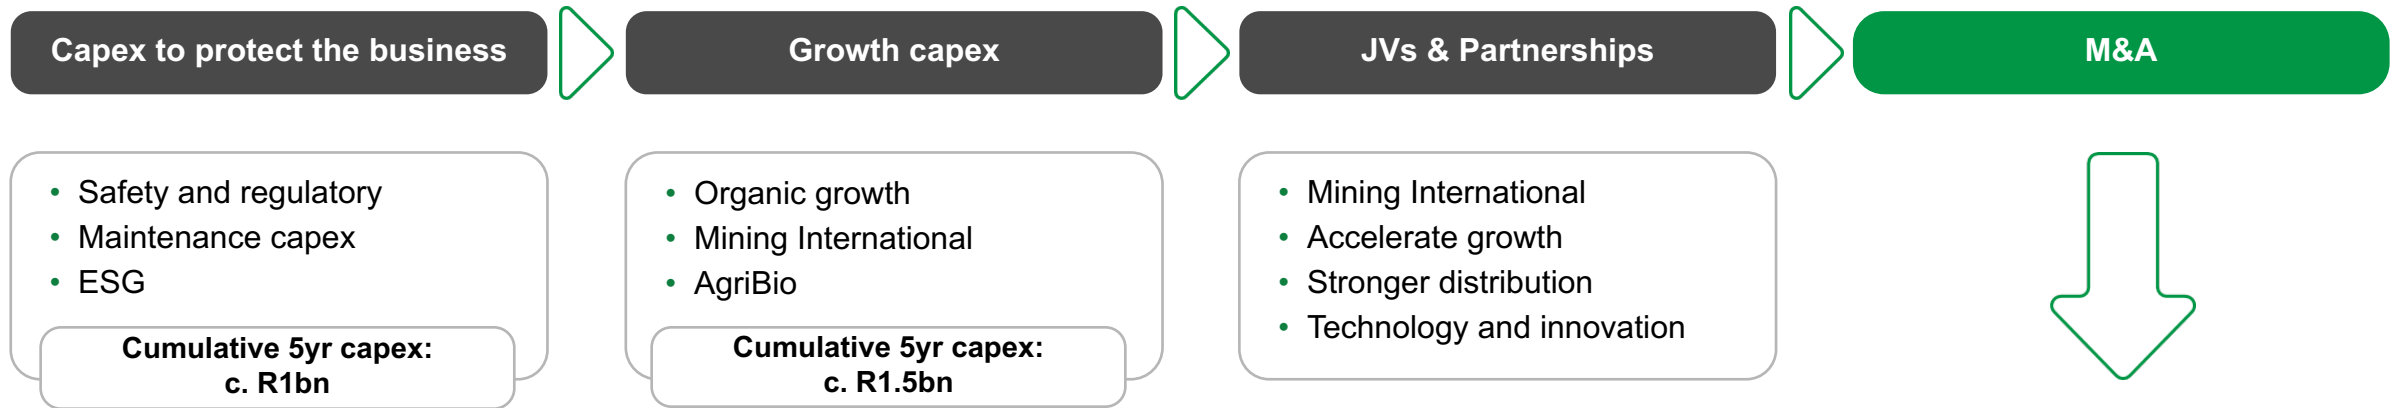 Capex to protect the business
Growth capex
JVs & Partnerships
M&A
• Safety and regulatory
• Maintenance capex
• ESG
Cumulative 5yr capex:
c. R1bn
• Organic growth
• Mining International
• AgriBio
Cumulative 5yr capex:
c. R1.5bn
• Mining International
• Accelerate growth
• Stronger distribution
• Technology and innovation